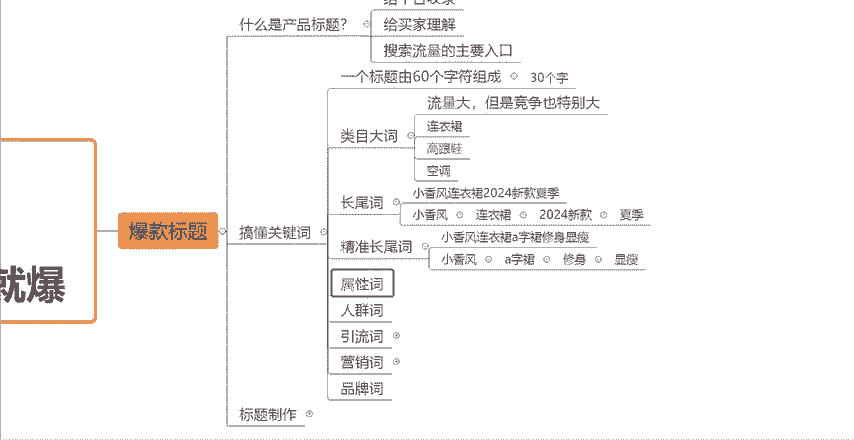 给平台收录
什么是产品标题？
给买家理解
搜索流量的主要入口
一个标题由60个字符组成
30个字
流量大，但是竞争也特别大
类目大词
连衣裙
高跟鞋
空调
长尾词
小香风连衣裙2024新款夏季
小香风
连衣裙
2024新款
夏季
爆款标题
搞懂关键词
精准长尾词
小香风连衣裙a字裙修身显瘦
小香风
a字裙
修身
显瘦
就爆
属性词
人群词
引流词
营销词
品牌词
标题制作